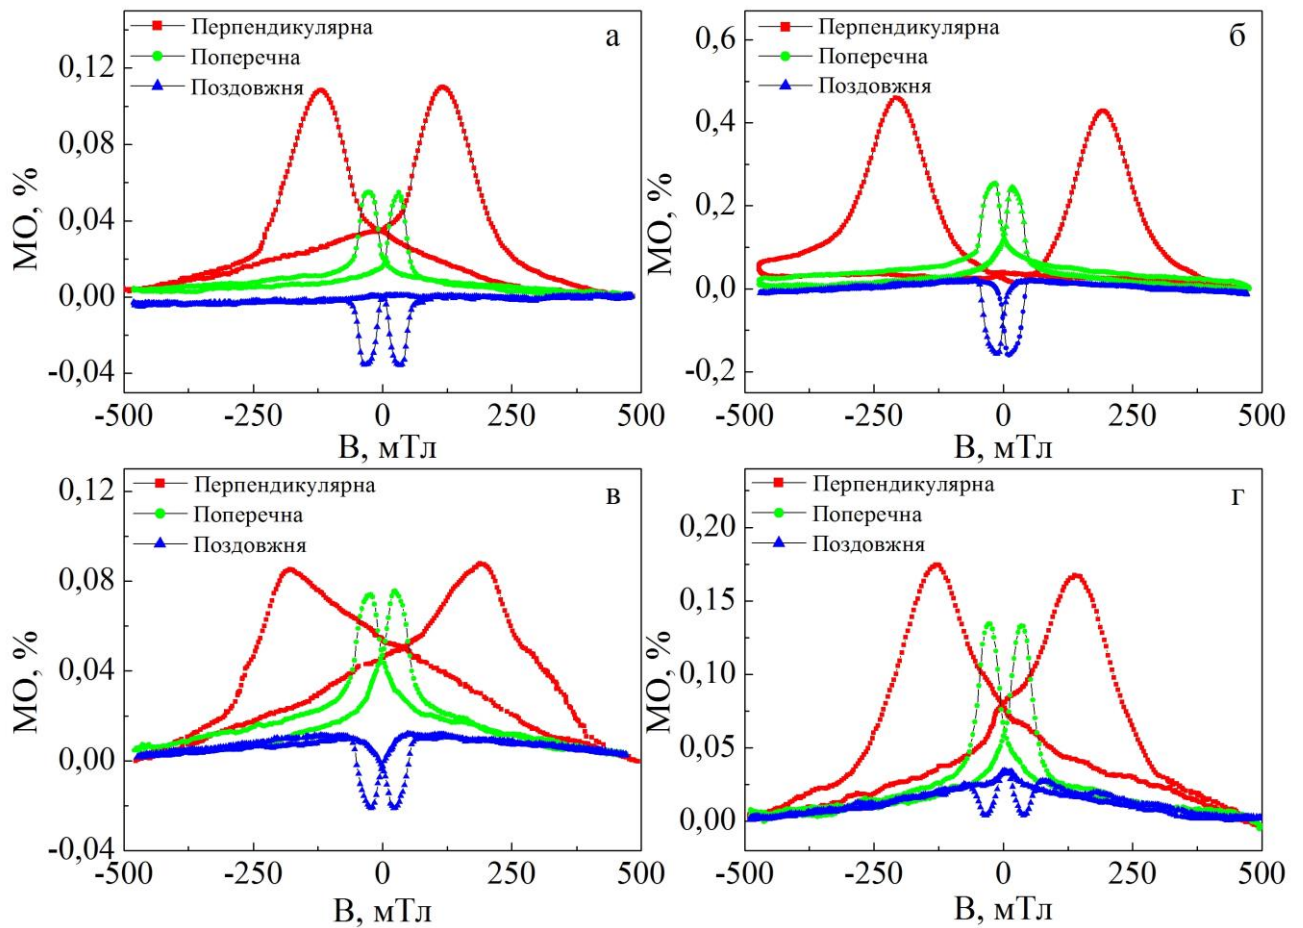 а
Перпендикулярна
Поперечна
Поздовжня
0,12
0,08
0,04
0,00
-0,04
МО, %
-500 -250 0 250 500
В, мТл
б
Перпендикулярна
Поперечна
Поздовжня
0,6
0,4
0,2
0,0
-0,2
МО, %
-500 -250 0 250 500
В, мТл
в
Перпендикулярна
Поперечна
Поздовжня
0,12
0,08
0,04
0,00
-0,04
МО, %
-500 -250 0 250 500
В, мТл
г
Перпендикулярна
Поперечна
Поздовжня
0,20
0,15
0,10
0,05
0,00
МО, %
-500 -250 0 250 500
В, мТл